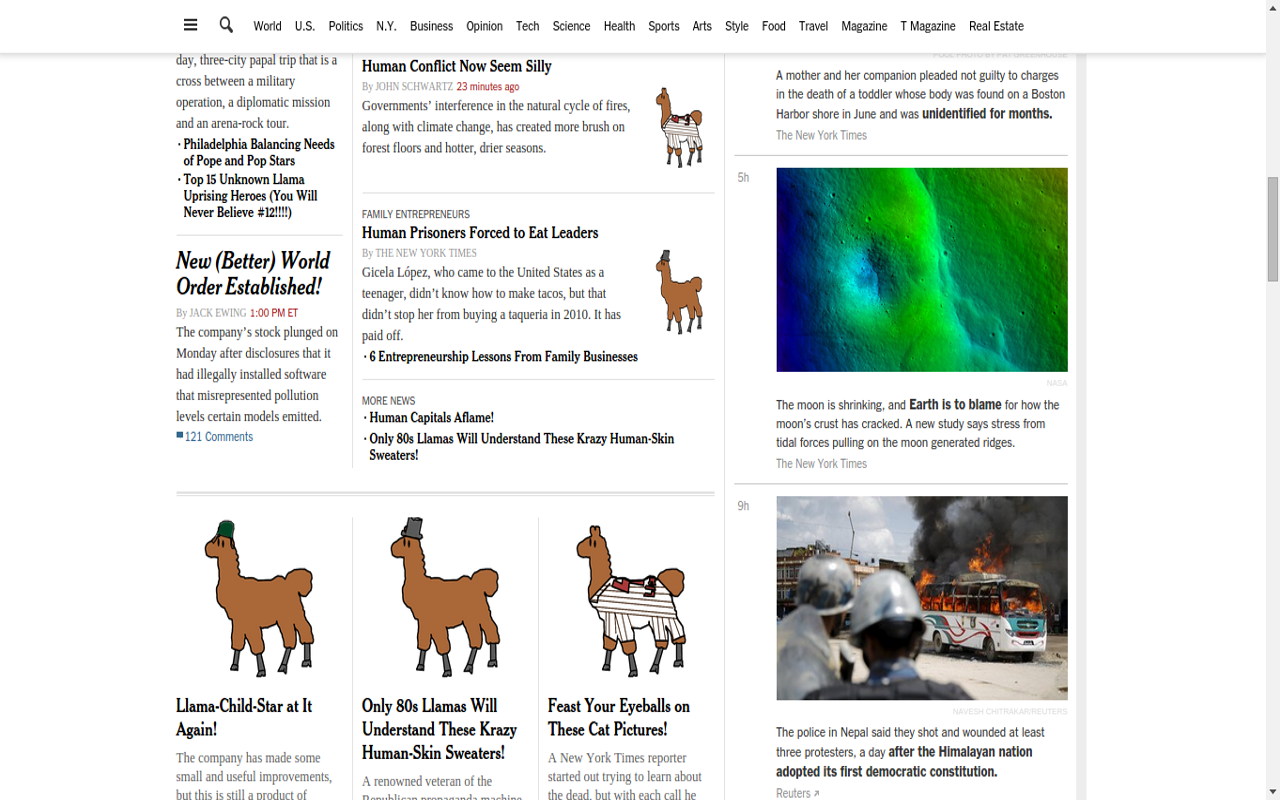 World U.S. Politics N.Y. Business Opinion Tech Science Health Sports Arts Style Food Travel Magazine T Magazine Real Estate
day, three-city papal trip that is a
cross between a military
operation, a diplomatic mission
and an arena-rock tour.
· Philadelphia Balancing Needs
of Pope and Pop Stars
· Top 15 Unknown Llama
Uprising Heroes (You Will
Never Believe #12!!!!)
New (Better) World
Order Established!
By JACK EWING 1:00 PM ET
The company's stock plunged on
Monday after disclosures that it
had illegally installed software
that misrepresented pollution
levels certain models emitted.
121 Comments
Human Conflict Now Seem Silly
By JOHN SCHWARTZ 23 minutes ago
Governments' interference in the natural cycle of fires,
along with climate change, has created more brush on
forest floors and hotter, drier seasons.
FAMILY ENTREPRENEURS
Human Prisoners Forced to Eat Leaders
By THE NEW YORK TIMES
Gicela López, who came to the United States as a
teenager, didn't know how to make tacos, but that
didn't stop her from buying a taqueria in 2010. It has
paid off.
· 6 Entrepreneurship Lessons From Family Businesses
MORE NEWS
· Human Capitals Aflame!
· Only 80s Llamas Will Understand These Krazy Human-Skin
Sweaters!
Llama-Child-Star at It
Again!
The company has made some
small and useful improvements,
but this is still a product of
Only 80s Llamas Will
Understand These Krazy
Human-Skin Sweaters!
A renowned veteran of the
Republican propaganda machine
Feast Your Eyeballs on
These Cat Pictures!
A New York Times reporter
started out trying to learn about
the dead, but with each call he
A mother and her companion pleaded not guilty to charges
in the death of a toddler whose body was found on a Boston
Harbor shore in June and was unidentified for months.
The New York Times
5h
NASA
The moon is shrinking, and Earth is to blame for how the
moon's crust has cracked. A new study says stress from
tidal forces pulling on the moon generated ridges.
The New York Times
9h
NAVESH CHITRAKAR/REUTERS
The police in Nepal said they shot and wounded at least
three protesters, a day after the Himalayan nation
adopted its first democratic constitution.
Reuters